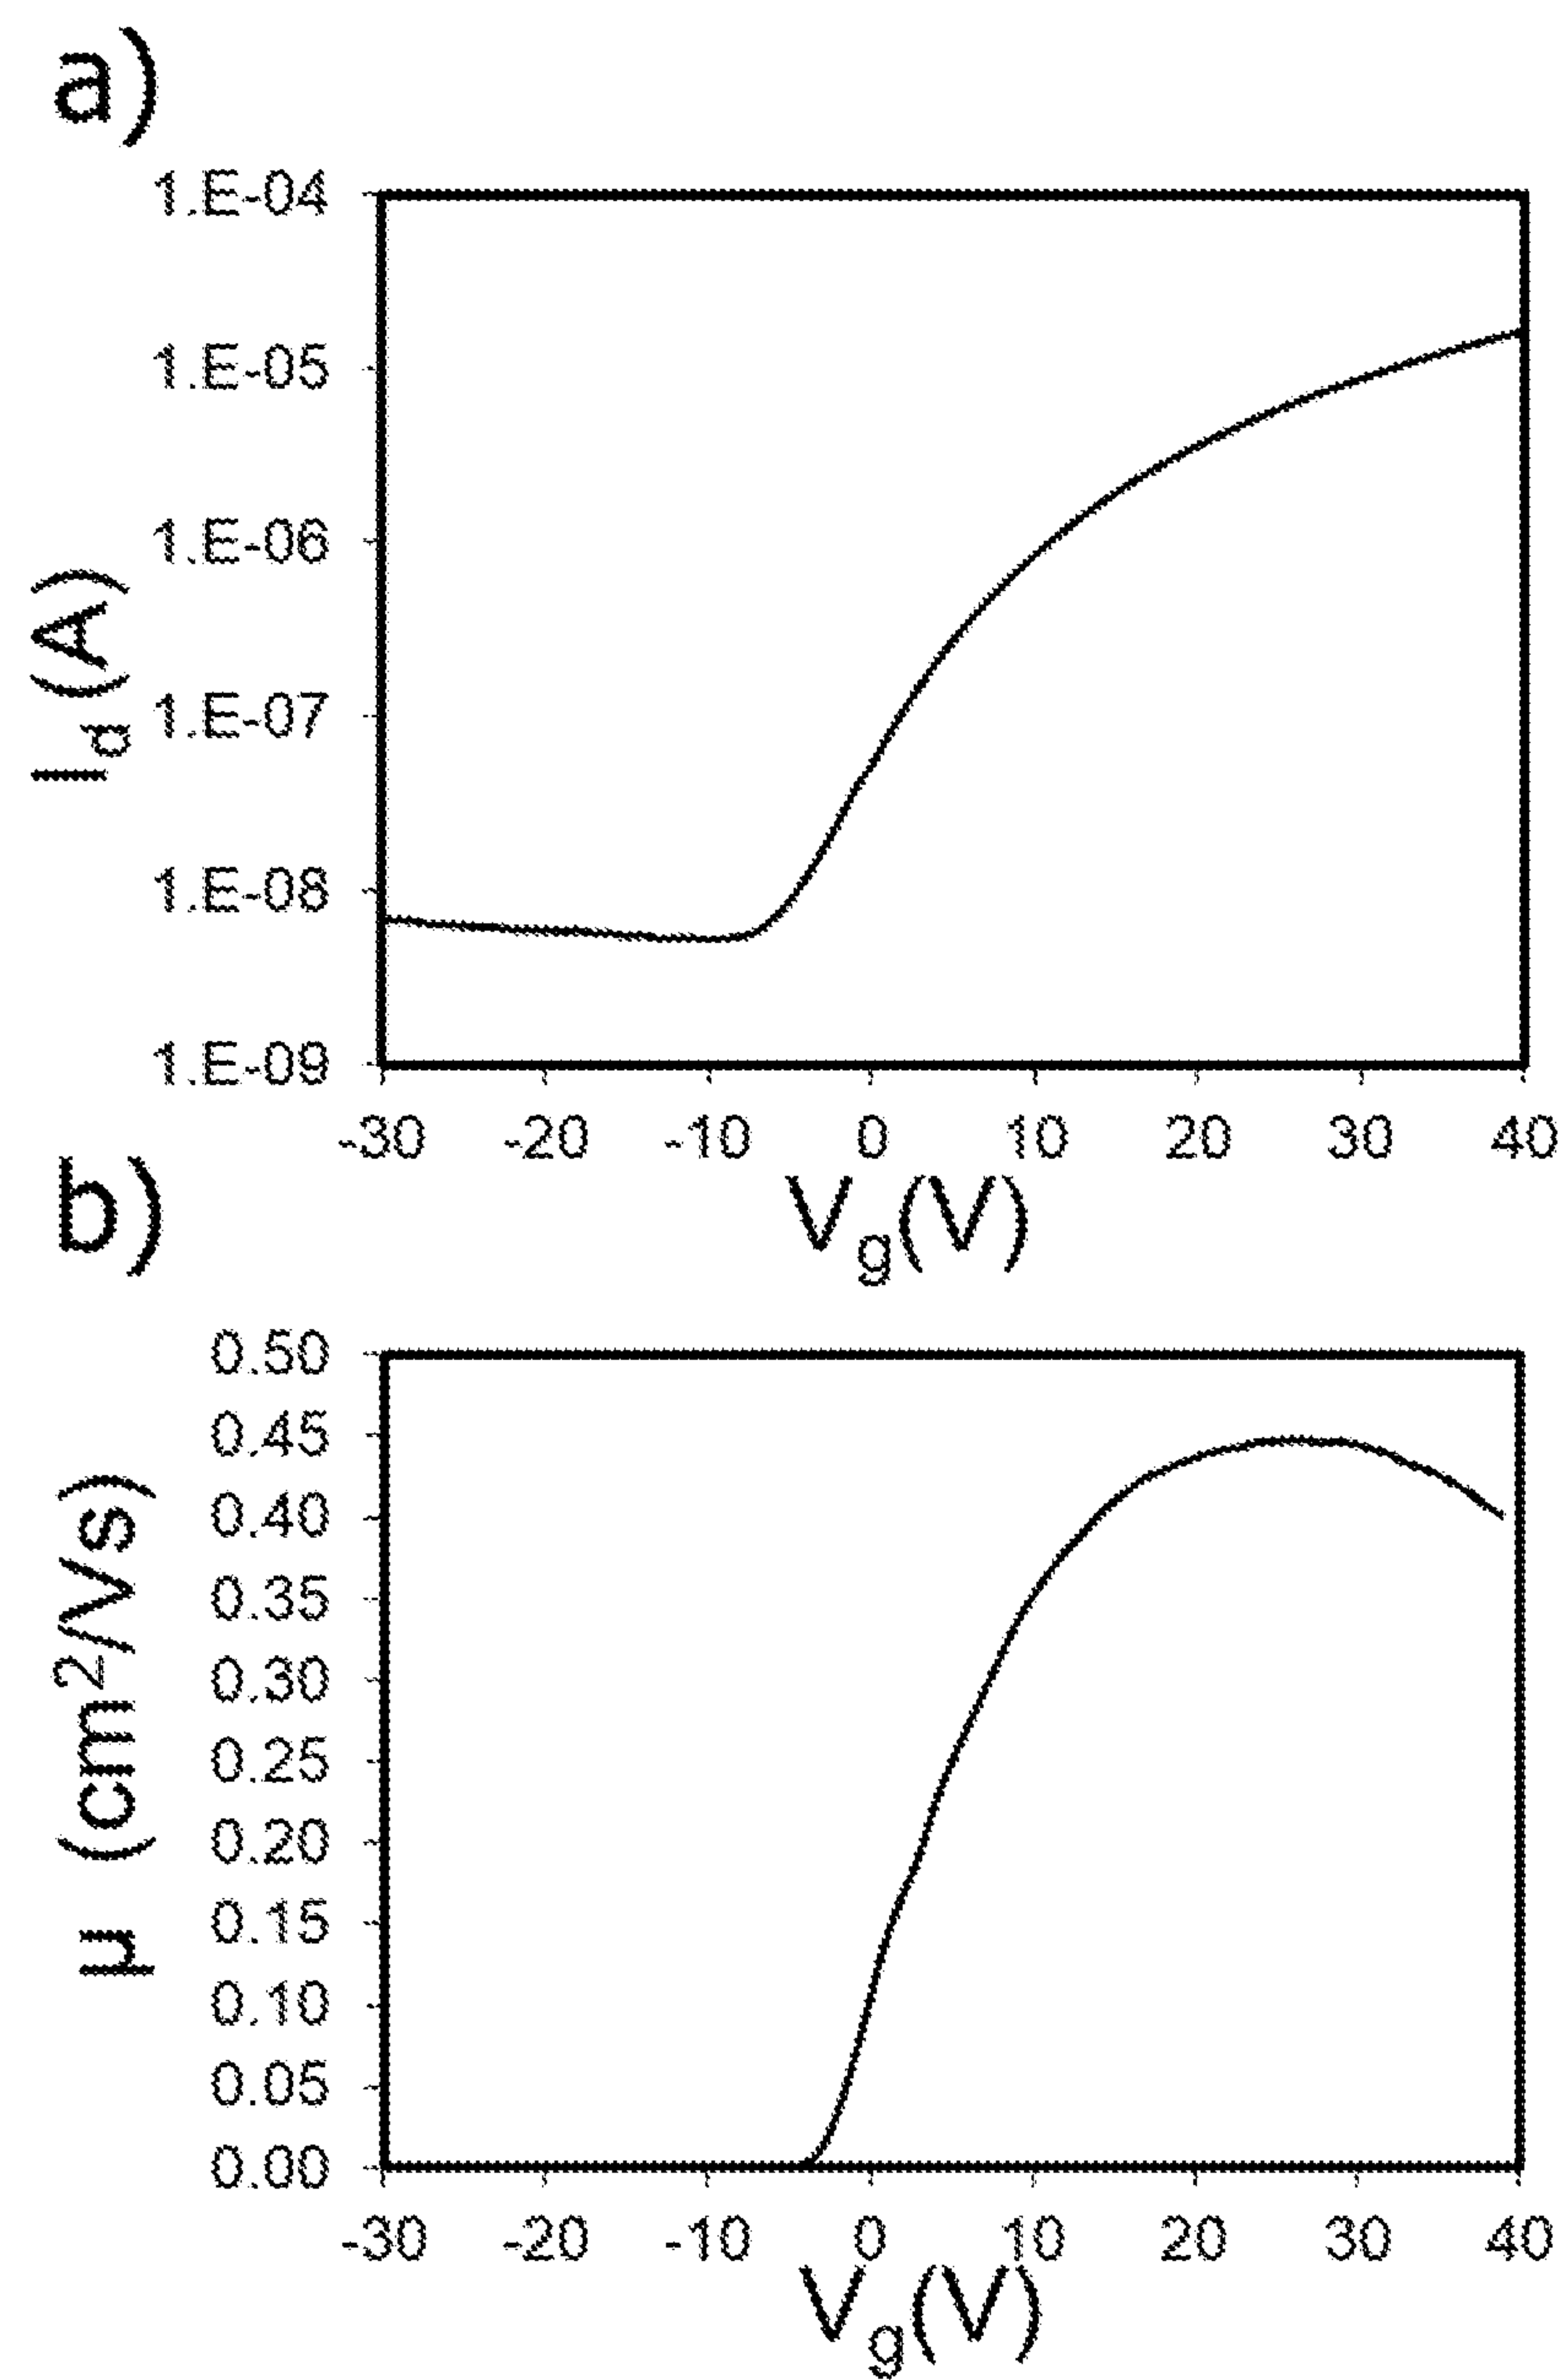 a)
1.E-04
1.E-05
1.E-06
1.E-07
1.E-08
1.E-09
I_d (A)
-30 -20 -10 0 10 20 30 40
V_g(V)
b)
0.50
0.45
0.40
0.35
0.30
0.25
0.20
0.15
0.10
0.05
0.00
µ (cm²/Vs)
-30 -20 -10 0 10 20 30 40
V_g(V)